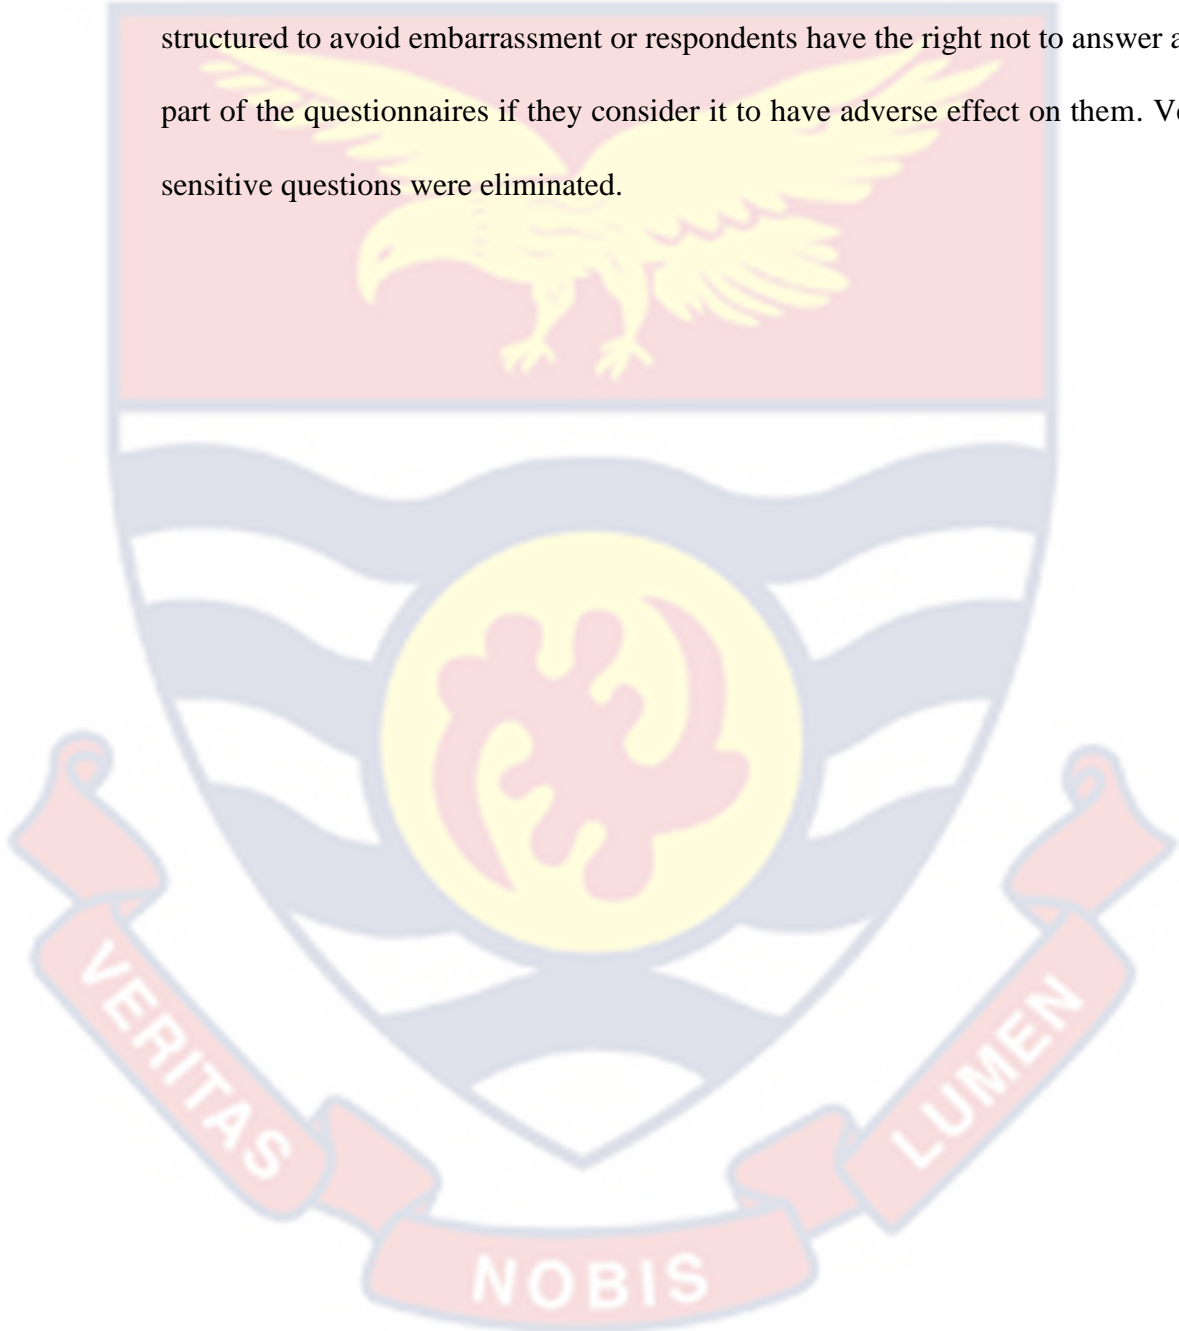 structured to avoid embarrassment or respondents have the right not to answer a
part of the questionnaires if they consider it to have adverse effect on them. V
sensitive questions were eliminated.
VERITAS
NOBIS
LUMEN